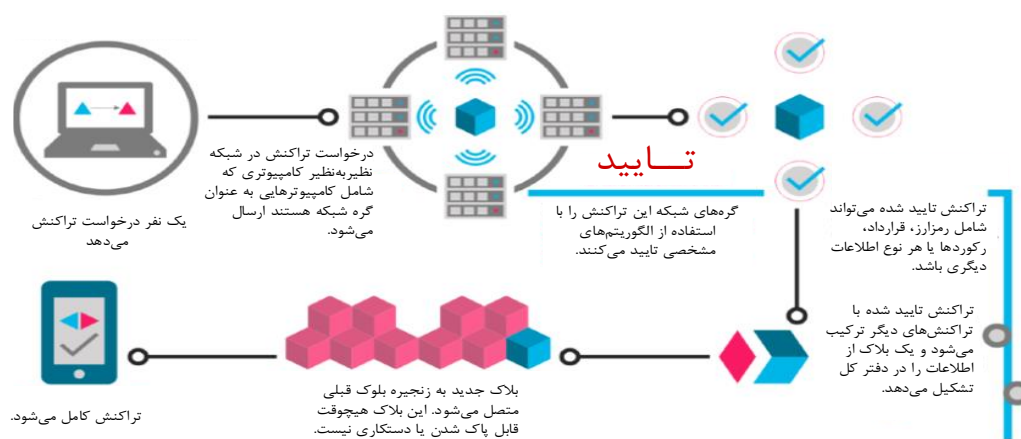 یک نفر درخواست تراکنش
می‌دهد
درخواست تراکنش در شبکه
نظیربه‌نظیر کامپیوتری که
شامل کامپیوترهایی به عنوان
گره شبکه هستند ارسال
می‌شود.
تــایید
گره‌های شبکه این تراکنش را با
استفاده از الگوریتم‌های
مشخصی تایید می‌کنند.
تراکنش تایید شده می‌تواند
شامل رمزارز، قرارداد،
رکوردها یا هر نوع اطلاعات
دیگری باشد.
تراکنش تایید شده با
تراکنش‌های دیگر ترکیب
می‌شود و یک بلاک از
اطلاعات را در دفتر کل
تشکیل می‌دهد.
بلاک جدید به زنجیره بلوک قبلی
متصل می‌شود. این بلاک هیچوقت
قابل پاک شدن یا دستکاری نیست.
تراکنش کامل می‌شود.